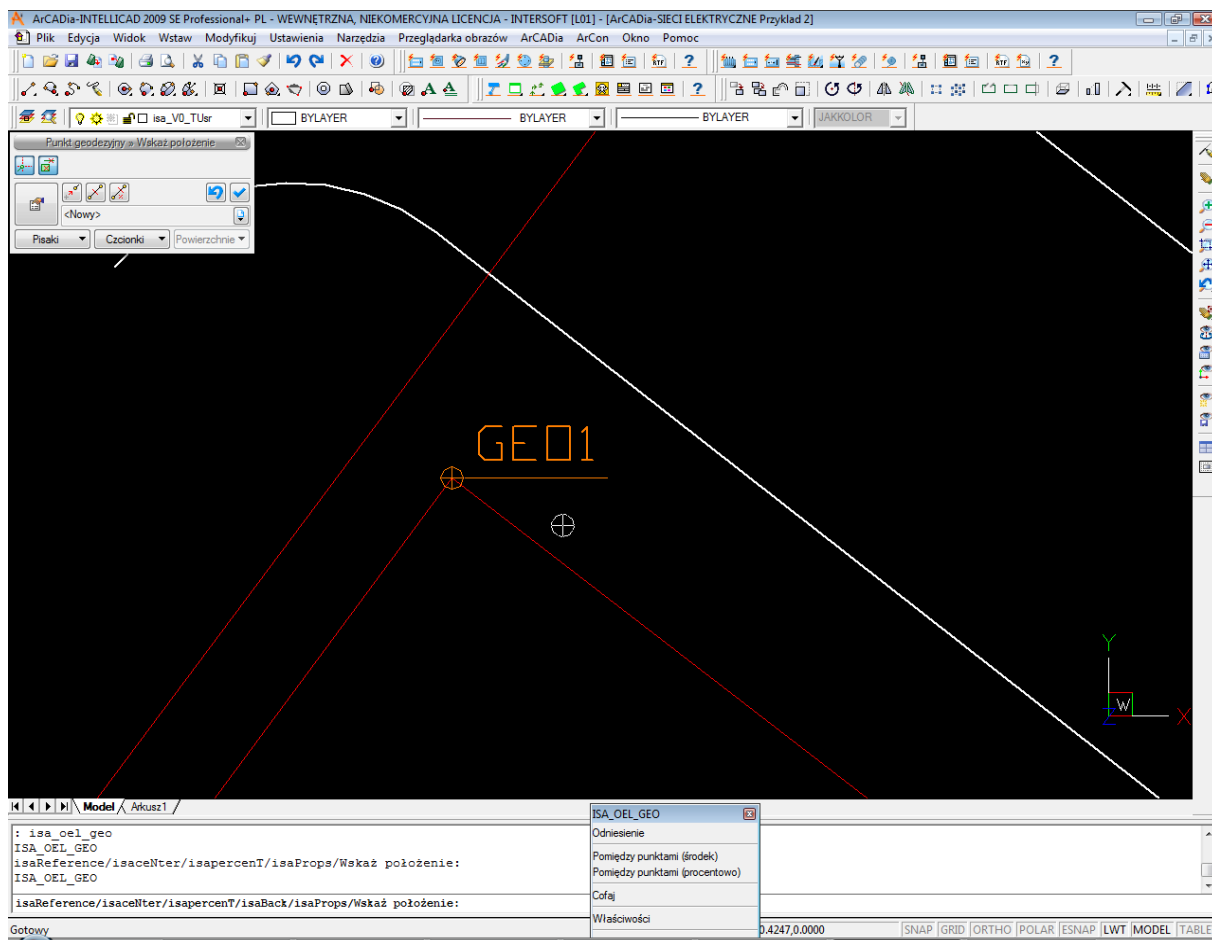 ArCADia-INTELLICAD 2009 SE Professional+ PL - WEWNĘTRZNA, NIEKOMERCYJNA LICENCJA - INTERSOFT [L01] - [ArCADia-SIECI ELEKTRYCZNE Przykład 2]
Plik Edycja Widok Wstaw Modyfikuj Ustawienia Narzędzia Przeglądarka obrazów ArCADia ArCon Okno Pomoc
isa_V0_TUsr BYLAYER BYLAYER BYLAYER JAKKOLOR
Punkt geodezyjny » Wskaż położenie
<Nowy>
Pisaki Czcionki Powierzchnie
GEO1
Y
W
X
Z
Model Arkusz1
: isa_oel_geo
ISA_OEL_GEO
isaReference/isaceNter/isapercenT/isaProps/Wskaż położenie:
ISA_OEL_GEO
isaReference/isaceNter/isapercenT/isaBack/isaProps/Wskaż położenie:
ISA_OEL_GEO
Odniesienie
Pomiędzy punktami (środek)
Pomiędzy punktami (procentowo)
Cofaj
Właściwości
Gotowy 0.4247,0.0000 SNAP GRID ORTHO POLAR ESNAP LWT MODEL TABLE